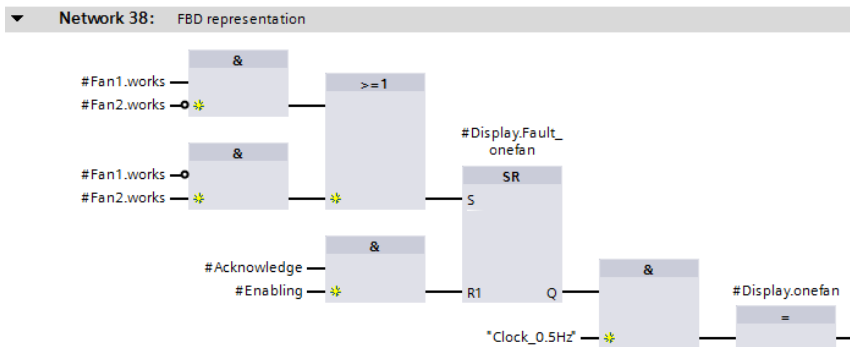 Network 38: FBD representation
&
#Fan1.works
#Fan2.works
>=1
&
#Fan1.works
#Fan2.works
#Display.Fault_
onefan
SR
S
&
#Acknowledge
#Enabling
R1 Q
&
"Clock_0.5Hz"
#Display.onefan
=